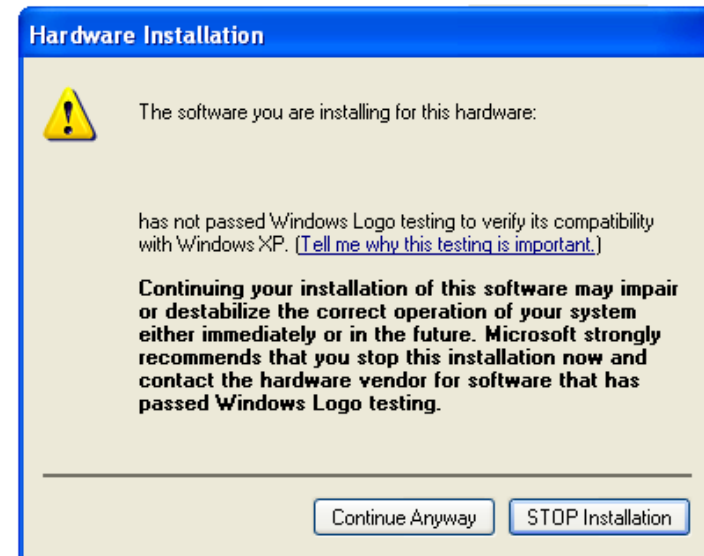 Hardware Installation
The software you are installing for this hardware:
has not passed Windows Logo testing to verify its compatibility
with Windows XP. (Tell me why this testing is important.)
Continuing your installation of this software may impair
or destabilize the correct operation of your system
either immediately or in the future. Microsoft strongly
recommends that you stop this installation now and
contact the hardware vendor for software that has
passed Windows Logo testing.
Continue Anyway
STOP Installation